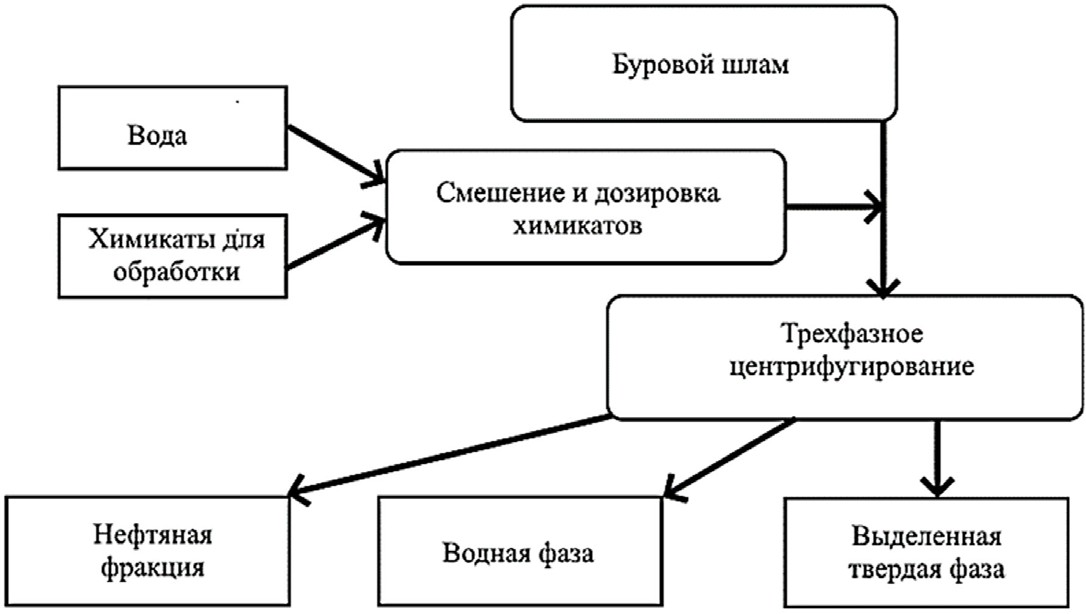 Буровой шлам
Вода
Смешение и дозировка
химикатов
Химикаты для
обработки
Трехфазное
центрифугирование
Нефтяная
фракция
Водная фаза
Выделенная
твердая фаза